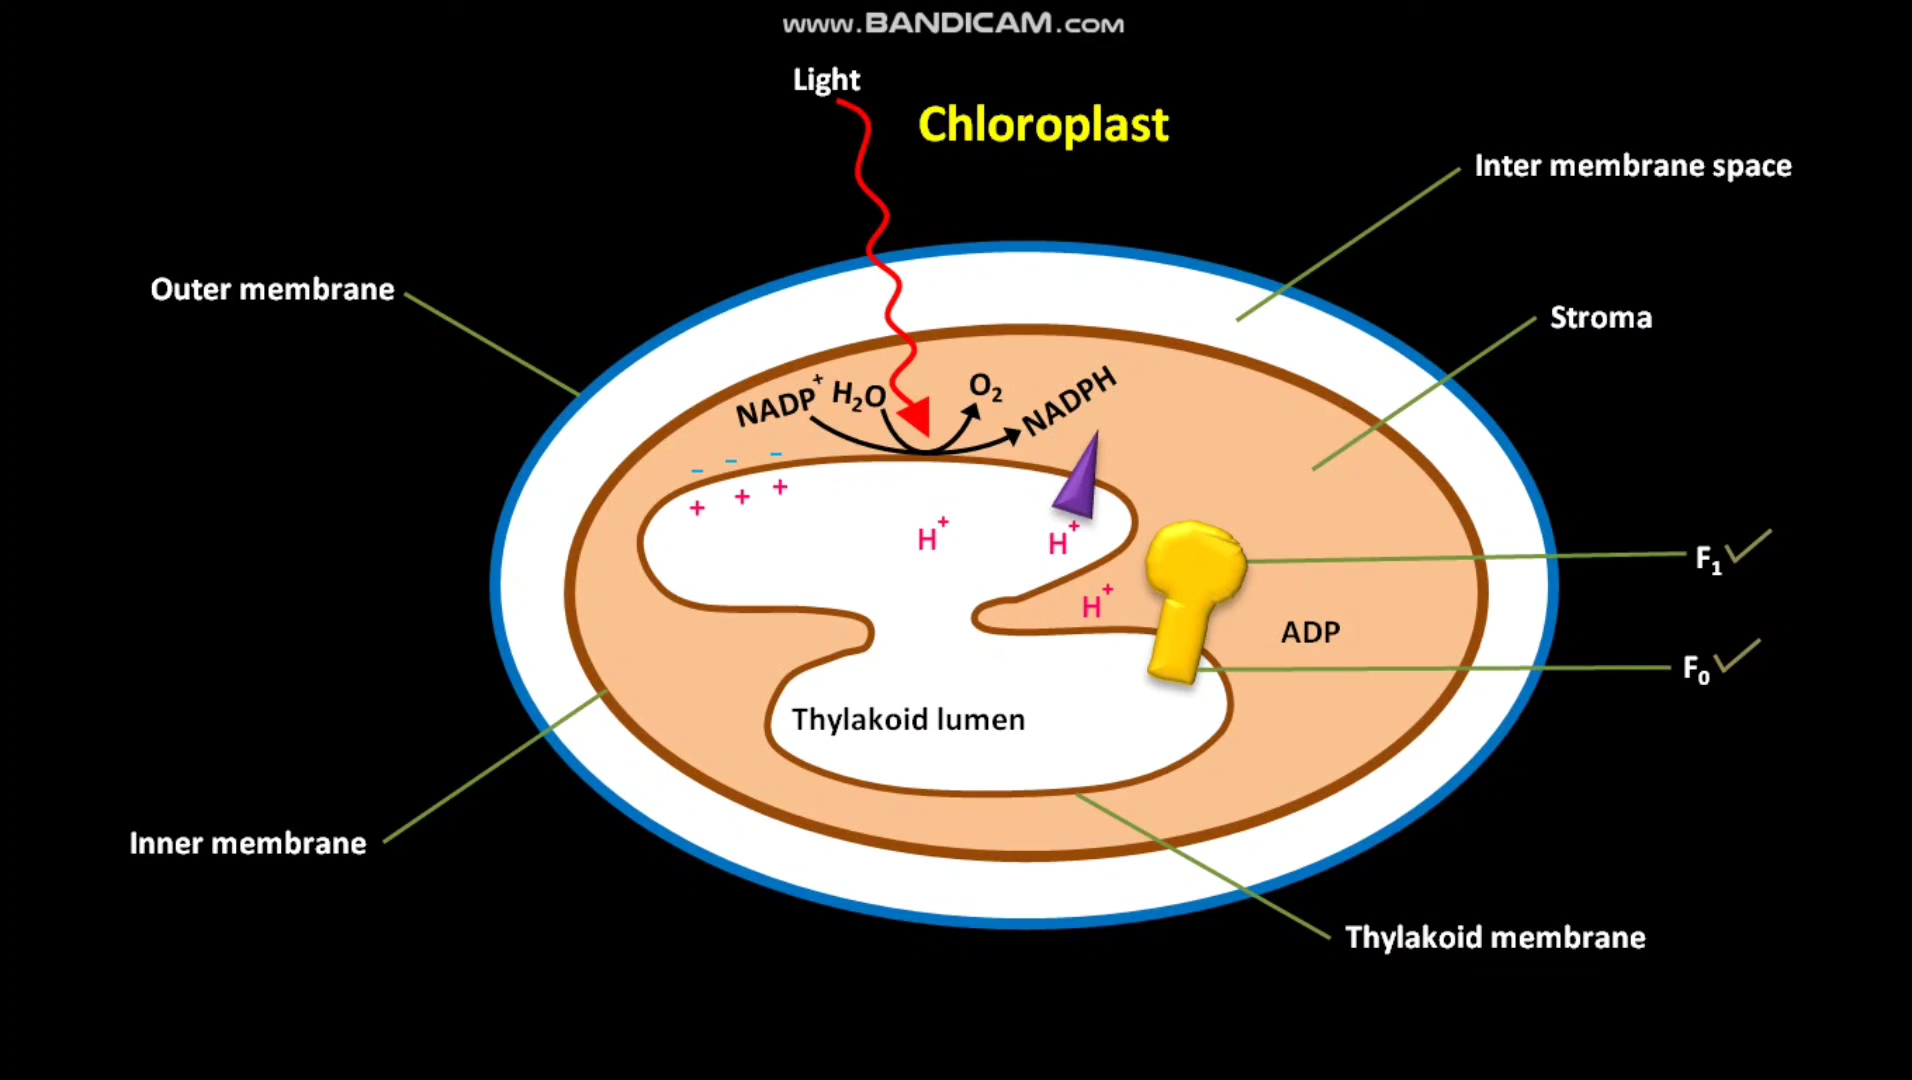 www.BANDICAM.com
Light
Chloroplast
Inter membrane space
Outer membrane
Stroma
NADP⁺ H₂O O₂ NADPH
− − −
+ + +
H⁺ H⁺
H⁺
F₁ ✓
ADP
F₀ ✓
Thylakoid lumen
Inner membrane
Thylakoid membrane